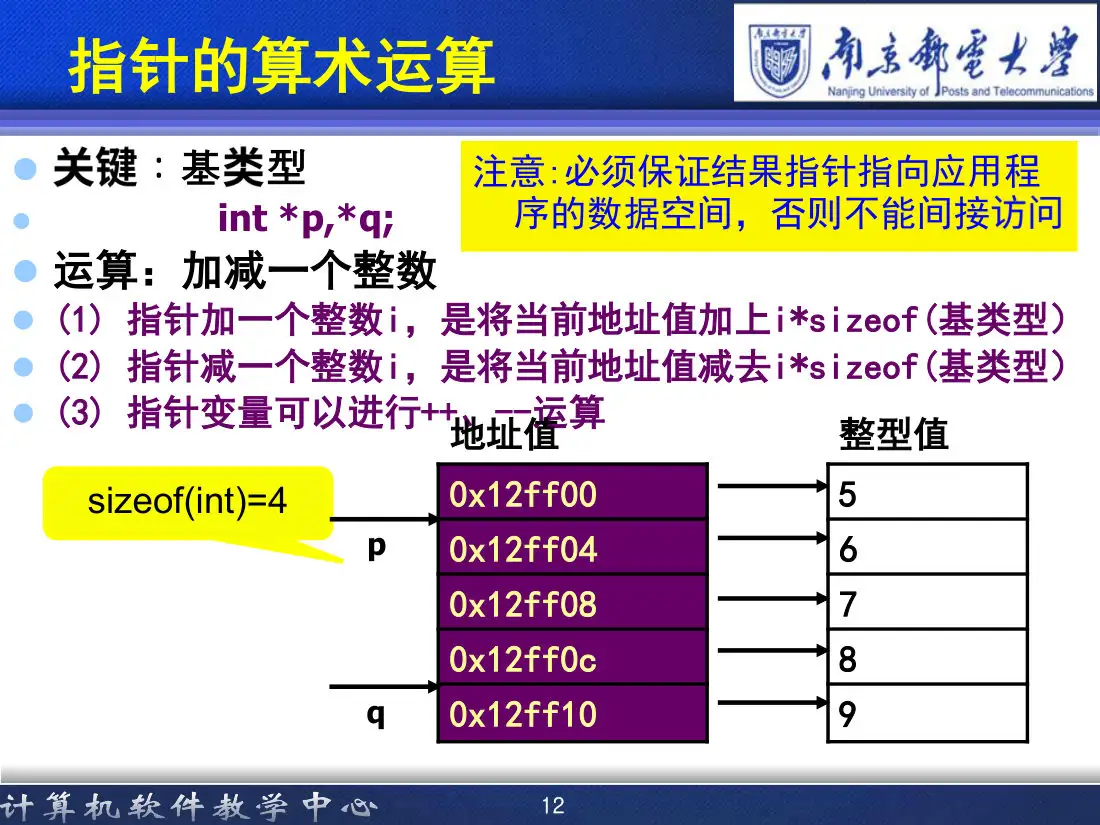 指针的算术运算
南京邮電大學
Nanjing University of Posts and Telecommunications
关键：基类型
int *p,*q;
注意:必须保证结果指针指向应用程
序的数据空间，否则不能间接访问
运算：加减一个整数
(1) 指针加一个整数i，是将当前地址值加上i*sizeof(基类型)
(2) 指针减一个整数i，是将当前地址值减去i*sizeof(基类型)
(3) 指针变量可以进行++、--运算
地址值
整型值
sizeof(int)=4
p
q
0x12ff00
5
0x12ff04
6
0x12ff08
7
0x12ff0c
8
0x12ff10
9
计算机软件教学中心
12